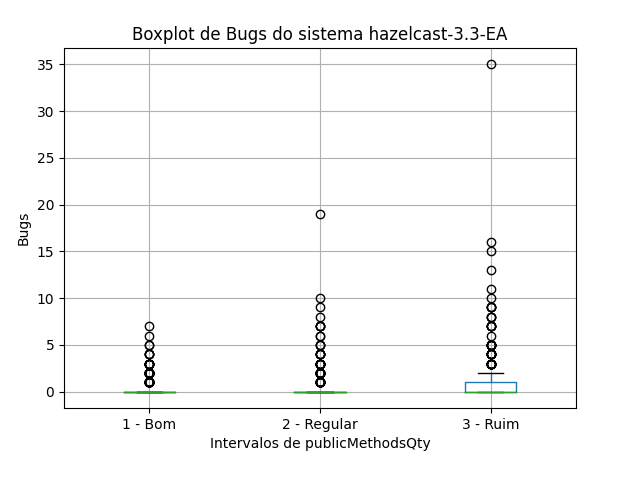 Boxplot de Bugs do sistema hazelcast-3.3-EA
35
30
25
20
15
10
5
0
Bugs
1 - Bom
2 - Regular
3 - Ruim
Intervalos de publicMethodsQty